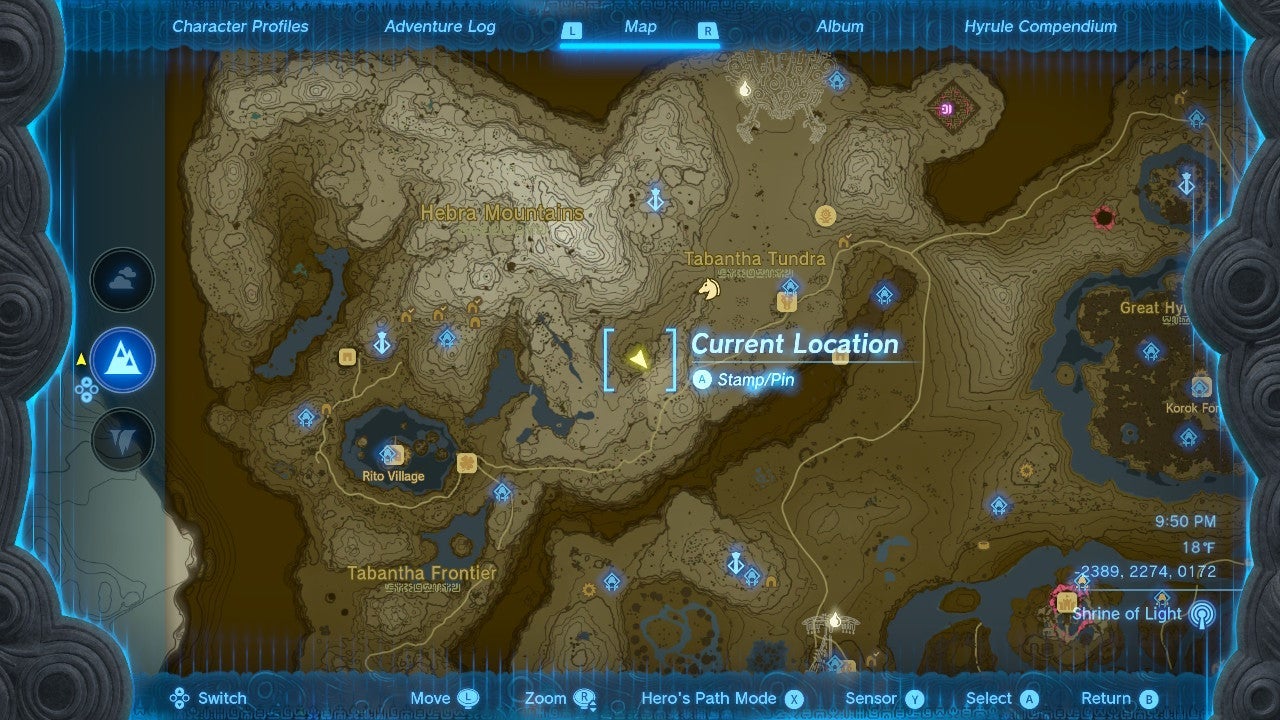 Character Profiles
Adventure Log
L
Map
R
Album
Hyrule Compendium
Hebra Mountains
Tabantha Tundra
Great Hy
Current Location
A Stamp/Pin
Korok For
Rito Village
9:50 PM
18°F
-2389, 2274, 0172
Tabantha Frontier
Shrine of Light
Switch
Move L
Zoom R
Hero's Path Mode X
Sensor Y
Select A
Return B